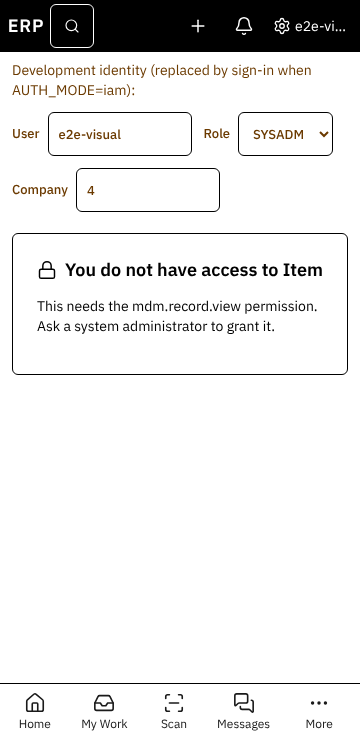 ERP
e2e-vi...
Development identity (replaced by sign-in when
AUTH_MODE=iam):
User e2e-visual Role SYSADM
Company 4
You do not have access to Item
This needs the mdm.record.view permission.
Ask a system administrator to grant it.
Home My Work Scan Messages More